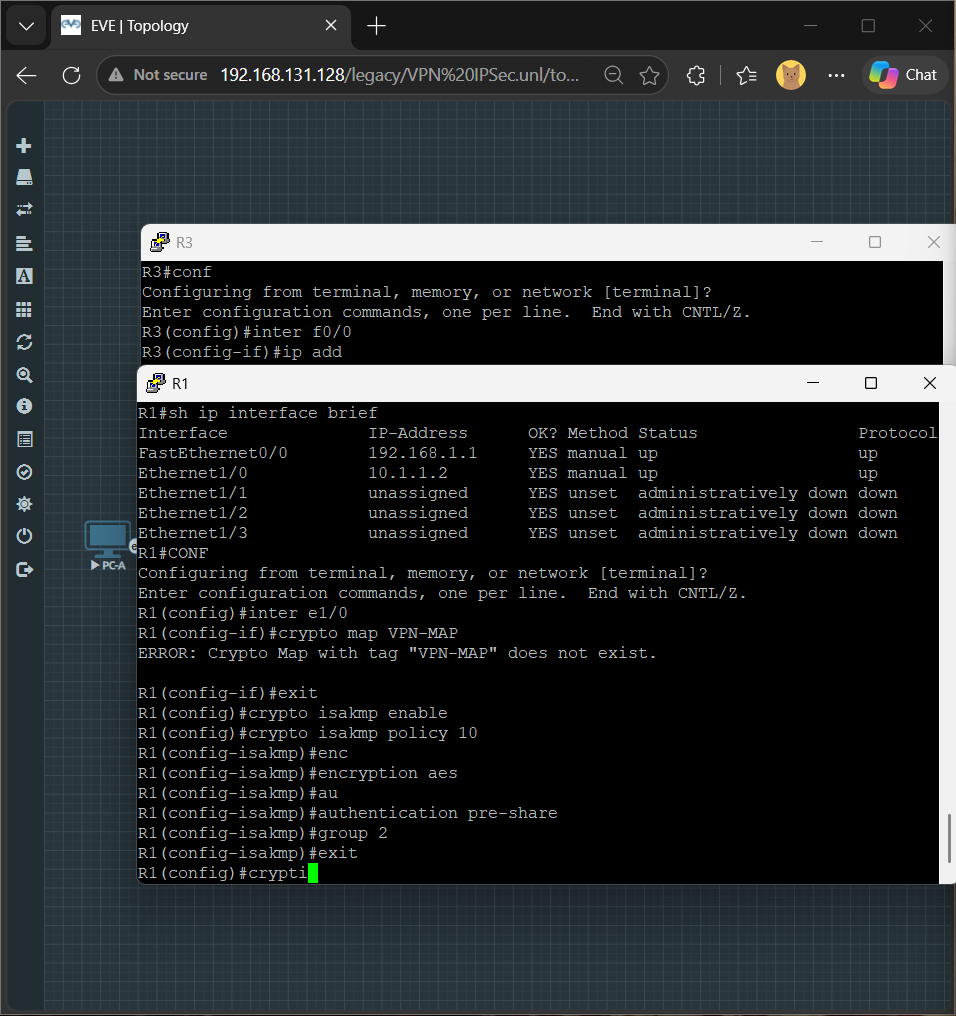 EVE | Topology
Not secure 192.168.131.128/legacy/VPN%20IPSec.unl/to...
Chat
R3
R3#conf
Configuring from terminal, memory, or network [terminal]?
Enter configuration commands, one per line.  End with CNTL/Z.
R3(config)#inter f0/0
R3(config-if)#ip add
R1
R1#sh ip interface brief
Interface              IP-Address      OK? Method Status                Protocol
FastEthernet0/0        192.168.1.1     YES manual up                    up
Ethernet1/0            10.1.1.2        YES manual up                    up
Ethernet1/1            unassigned      YES unset  administratively down down
Ethernet1/2            unassigned      YES unset  administratively down down
Ethernet1/3            unassigned      YES unset  administratively down down
R1#CONF
Configuring from terminal, memory, or network [terminal]?
Enter configuration commands, one per line.  End with CNTL/Z.
R1(config)#inter e1/0
R1(config-if)#crypto map VPN-MAP
ERROR: Crypto Map with tag "VPN-MAP" does not exist.
R1(config-if)#exit
R1(config)#crypto isakmp enable
R1(config)#crypto isakmp policy 10
R1(config-isakmp)#enc
R1(config-isakmp)#encryption aes
R1(config-isakmp)#au
R1(config-isakmp)#authentication pre-share
R1(config-isakmp)#group 2
R1(config-isakmp)#exit
R1(config)#crypti
PC-A